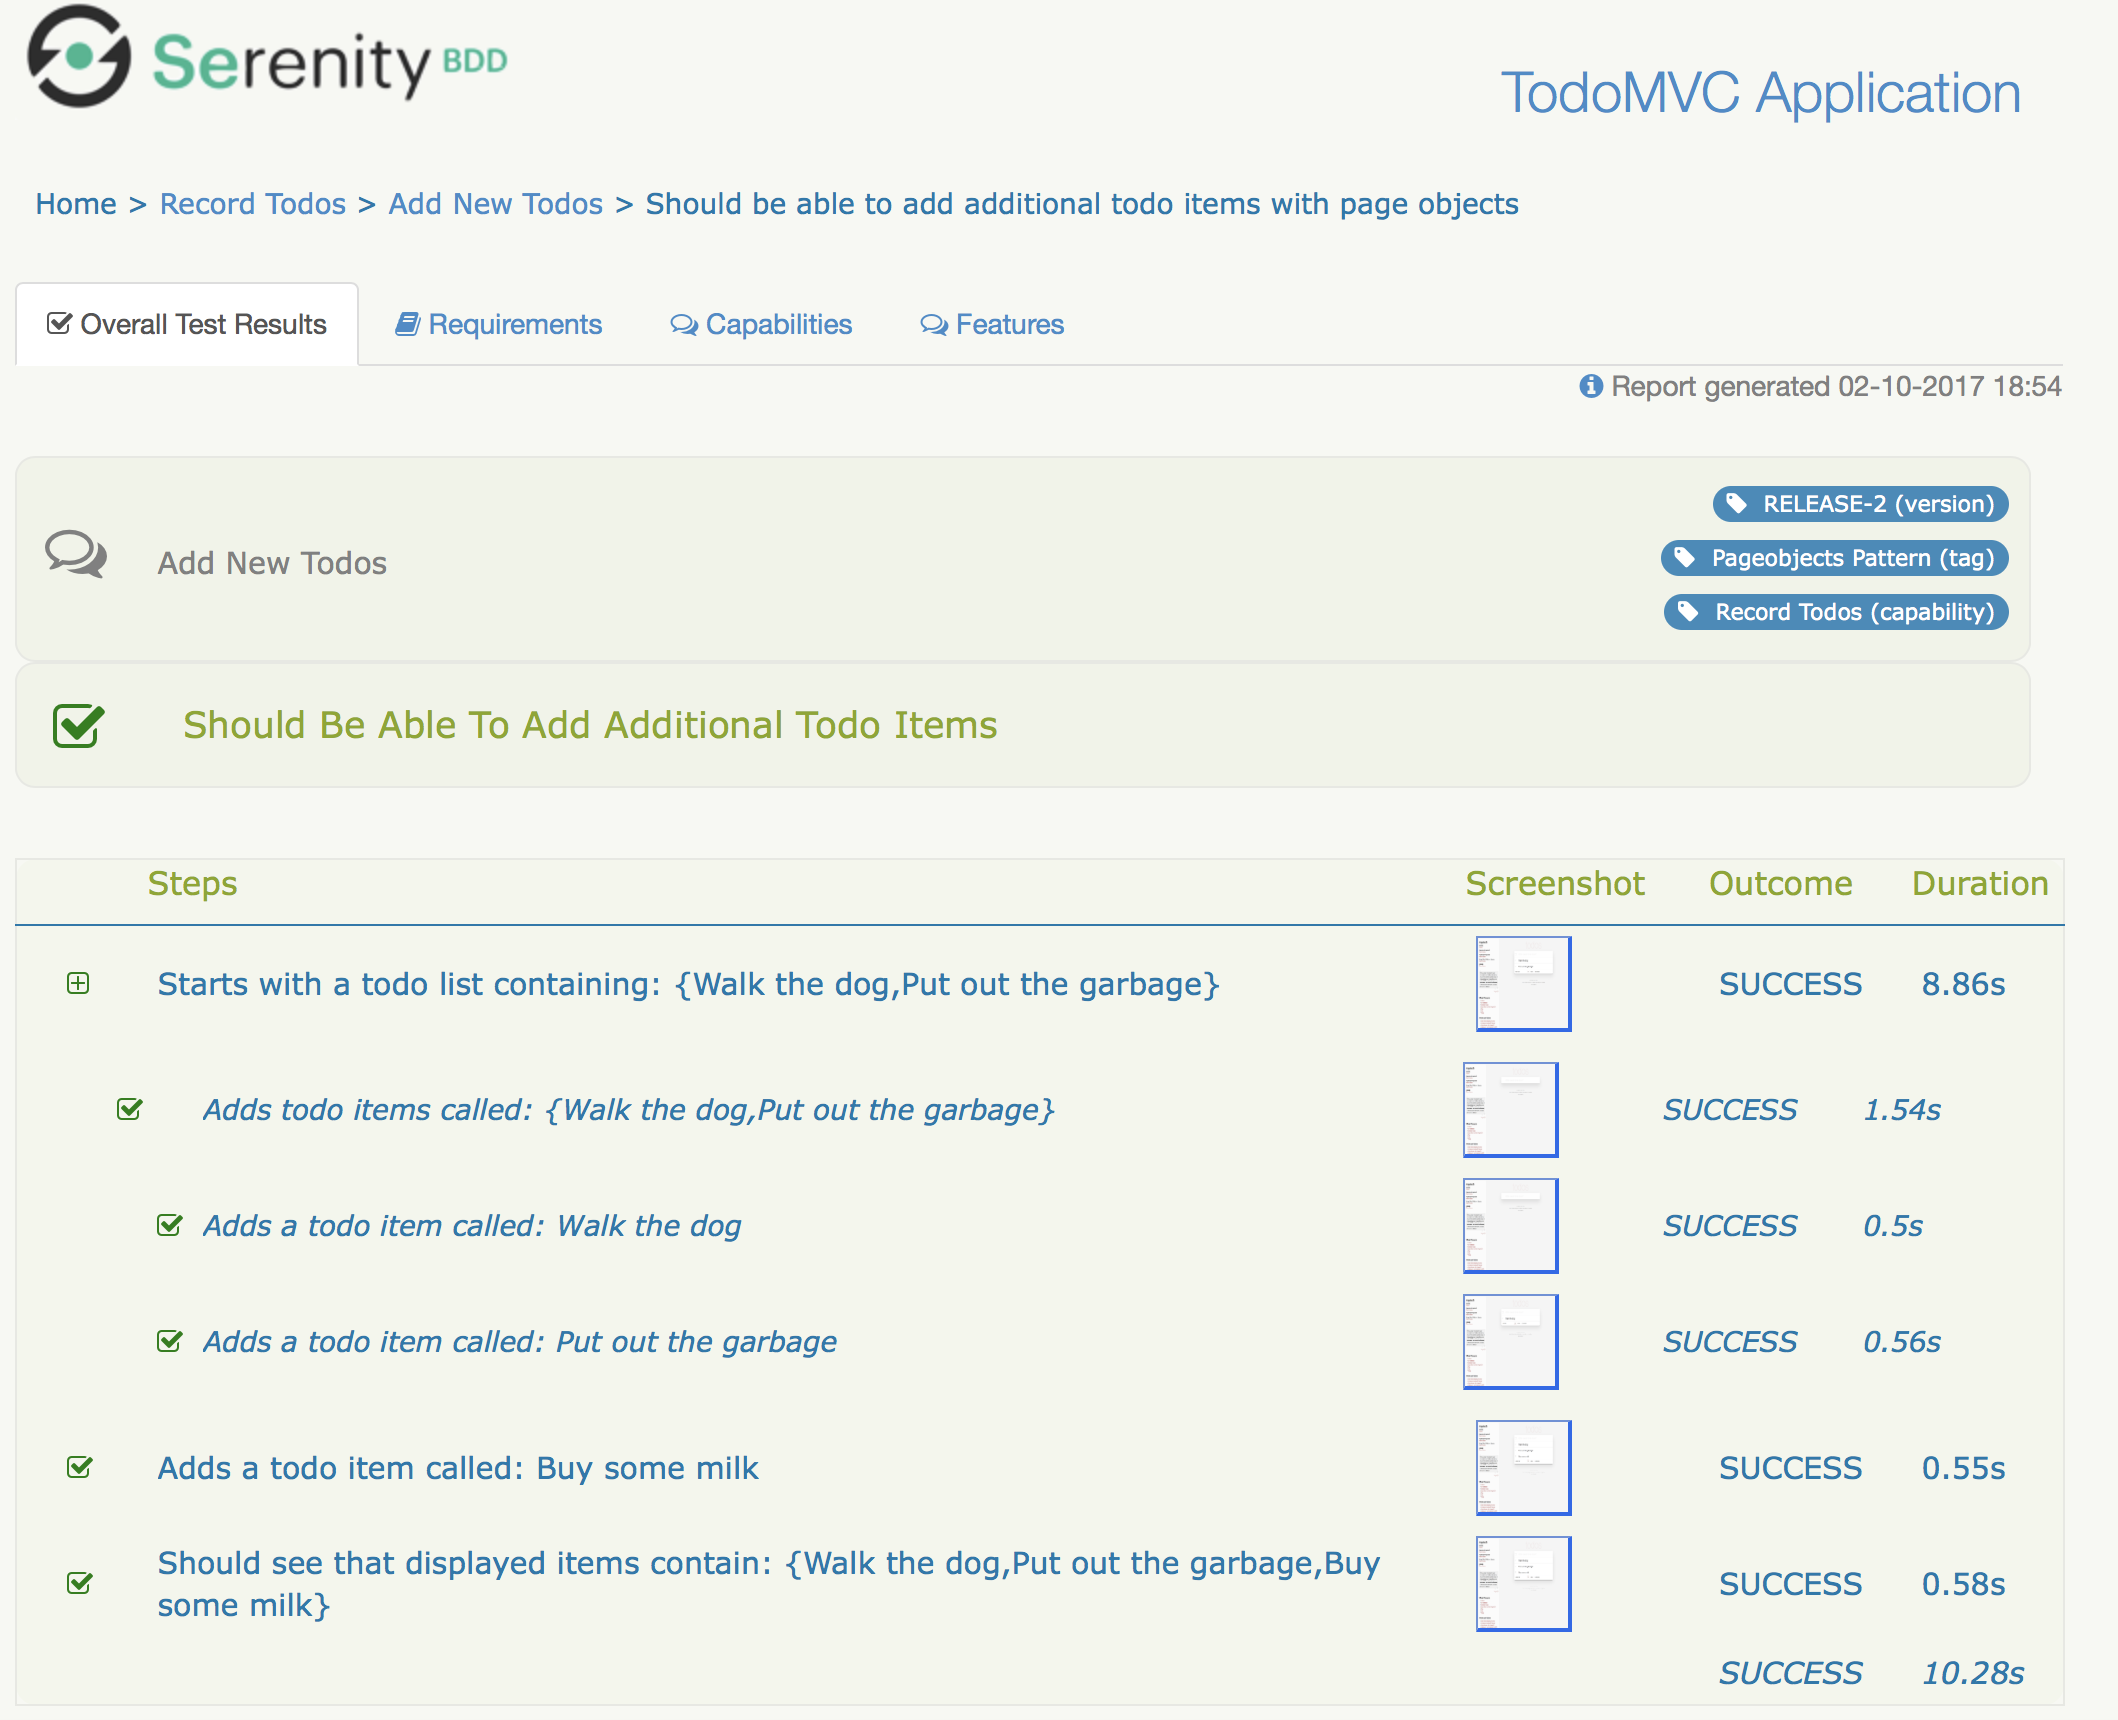 Serenity BDD
TodoMVC Application
Home > Record Todos > Add New Todos > Should be able to add additional todo items with page objects
Overall Test Results Requirements Capabilities Features
Report generated 02-10-2017 18:54
RELEASE-2 (version)
Add New Todos
Pageobjects Pattern (tag)
Record Todos (capability)
Should Be Able To Add Additional Todo Items
Steps Screenshot Outcome Duration
Starts with a todo list containing: {Walk the dog,Put out the garbage} SUCCESS 8.86s
Adds todo items called: {Walk the dog,Put out the garbage} SUCCESS 1.54s
Adds a todo item called: Walk the dog SUCCESS 0.5s
Adds a todo item called: Put out the garbage SUCCESS 0.56s
Adds a todo item called: Buy some milk SUCCESS 0.55s
Should see that displayed items contain: {Walk the dog,Put out the garbage,Buy
some milk} SUCCESS 0.58s
SUCCESS 10.28s